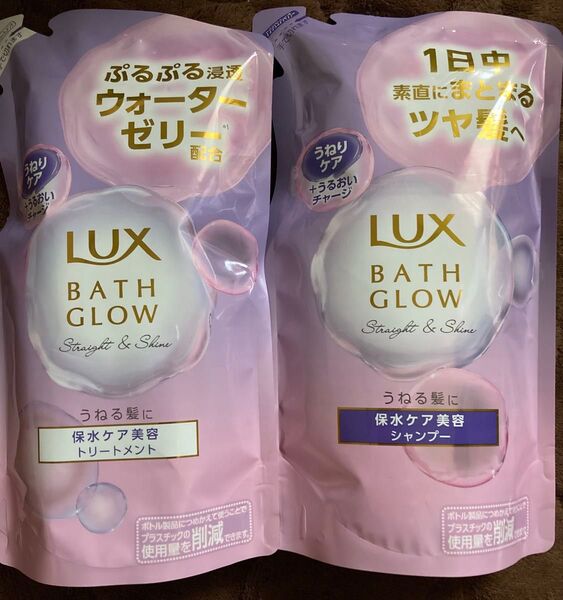 ぷるぷる浸透
ウォーター
ゼリー
配合
うねり
ケア
+うるおい
チャージ
LUX
BATH
GLOW
Straight & Shine
うねる髪に
保水ケア美容
トリートメント
ボトル製品につめかえて使うことで
プラスチックの
使用量を削減できます。
1日中
素直にまとまる
ツヤ髪へ
うねり
ケア
+うるおい
チャージ
LUX
BATH
GLOW
Straight & Shine
うねる髪に
保水ケア美容
シャンプー
ボトル製品につめかえて使うことで
プラスチックの
使用量を削減できます。